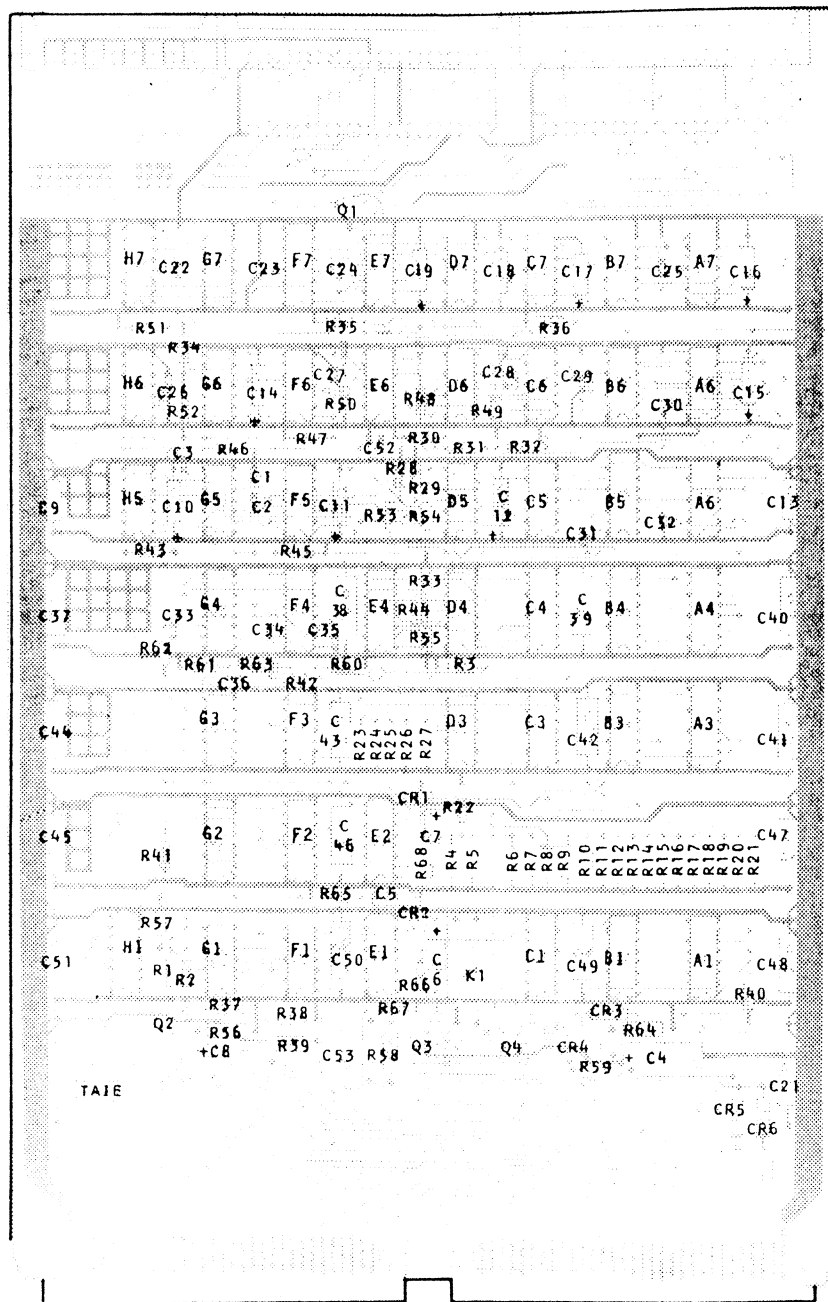 Q1
H7 C22 G7 C23 F7 C24 E7 C19 D7 C18 C7 C17 B7 C25 A7 C16
+ + +
R51 R35 R36
R34
H6 C26 G6 C14 F6 C27 E6 R48 D6 C28 C6 C29 B6 C30 A6 C15
R52 R50 R49
+ +
C3 R46 R47 C52 R30 R31 R32
R28
C1 R29
C9 H5 C10 G5 C2 F5 C11 R53 R54 D5 C12 C5 C31 B5 C32 A6 C13
+ + +
R43 R45
R33
C37 C33 G4 C34 F4 C35 C38 E4 R44 D4 C4 C39 B4 A4 C40
R55
R62 R61 R63 R60 R3
C36 R42
C44 G3 F3 C43 R23 R24 R25 R26 R27 D3 C3 C42 B3 A3 C41
CR1 + R22
C45 R41 G2 F2 C46 E2 C7 R68 R4 R5 R6 R7 R8 R9 R10 R11 R12 R13 R14 R15 R16 R17 R18 R19 R20 R21 C47
R65 C5
CR2
R57 +
C51 H1 G1 F1 C50 E1 C6 K1 C1 C49 B1 A1 C48
R1 R2 R66 R40
R37 R38 R67 CR3
Q2 R56 R64
+C8 R39 C53 R58 Q3 Q4 CR4 + C4
R59
TAIE C21
CR5
CR6